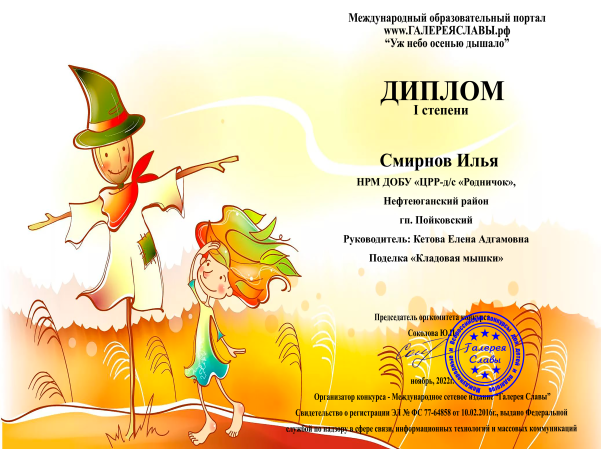 Международный образовательный портал
www.ГАЛЕРЕЯСЛАВЫ.рф
“Уж небо осенью дышало”
ДИПЛОМ
I степени
Смирнов Илья
НРМ ДОБУ «ЦРР-д/с «Родничок»,
Нефтеюганский район
гп. Пойковский
Руководитель: Кетова Елена Адгамовна
Поделка «Кладовая мышки»
Председатель оргкомитета конкурса
Соколова Ю.
Галерея
Славы
ноябрь, 2022г.
Организатор конкурса - Международное сетевое издание “Галерея Славы”
Свидетельство о регистрации ЭЛ № ФС 77-64858 от 10.02.2016г., выдано Федеральной
службой по надзору в сфере связи, информационных технологий и массовых коммуникаций